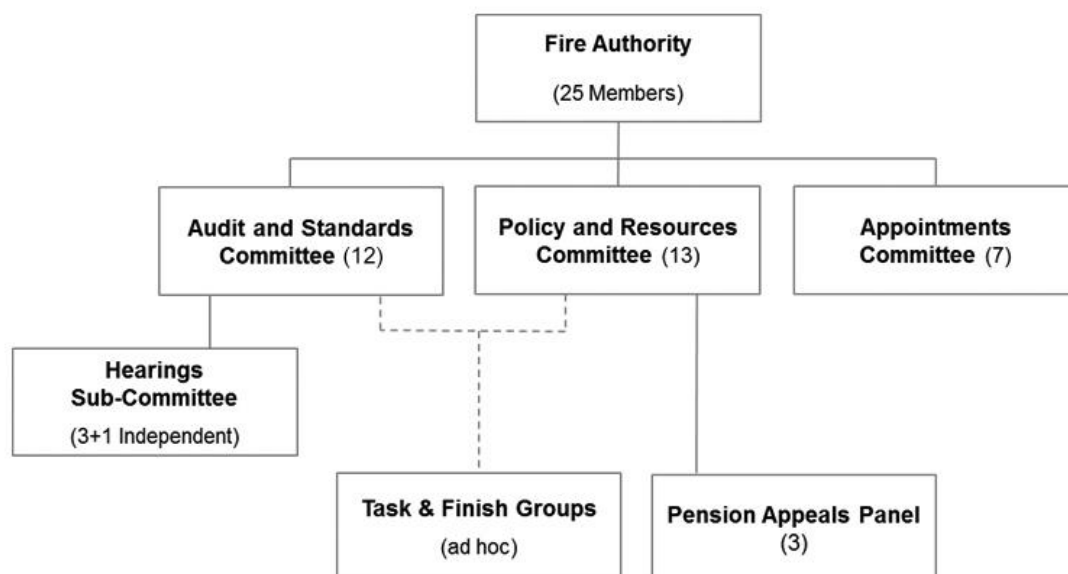 Fire Authority
(25 Members)
Audit and Standards
Committee (12)
Policy and Resources
Committee (13)
Appointments
Committee (7)
Hearings
Sub-Committee
(3+1 Independent)
Task & Finish Groups
(ad hoc)
Pension Appeals Panel
(3)